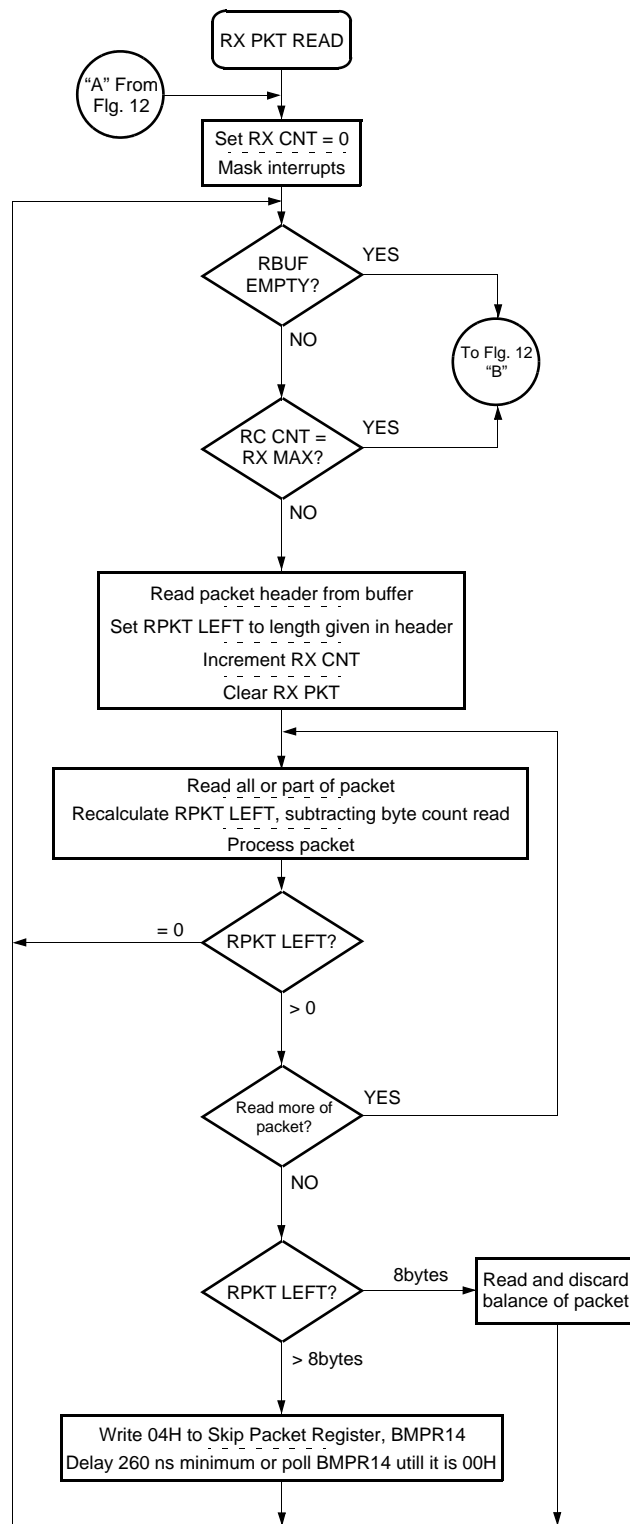 RX PKT READ
“A” From
Flg. 12
Set RX CNT = 0
Mask interrupts
RBUF
EMPTY?
YES
NO
To Flg. 12
“B”
RC CNT =
RX MAX?
YES
NO
Read packet header from buffer
Set RPKT LEFT to length given in header
Increment RX CNT
Clear RX PKT
Read all or part of packet
Recalculate RPKT LEFT, subtracting byte count read
Process packet
= 0
RPKT LEFT?
> 0
Read more of
packet?
YES
NO
RPKT LEFT?
8bytes
Read and discard
balance of packet
> 8bytes
Write 04H to Skip Packet Register, BMPR14
Delay 260 ns minimum or poll BMPR14 utill it is 00H